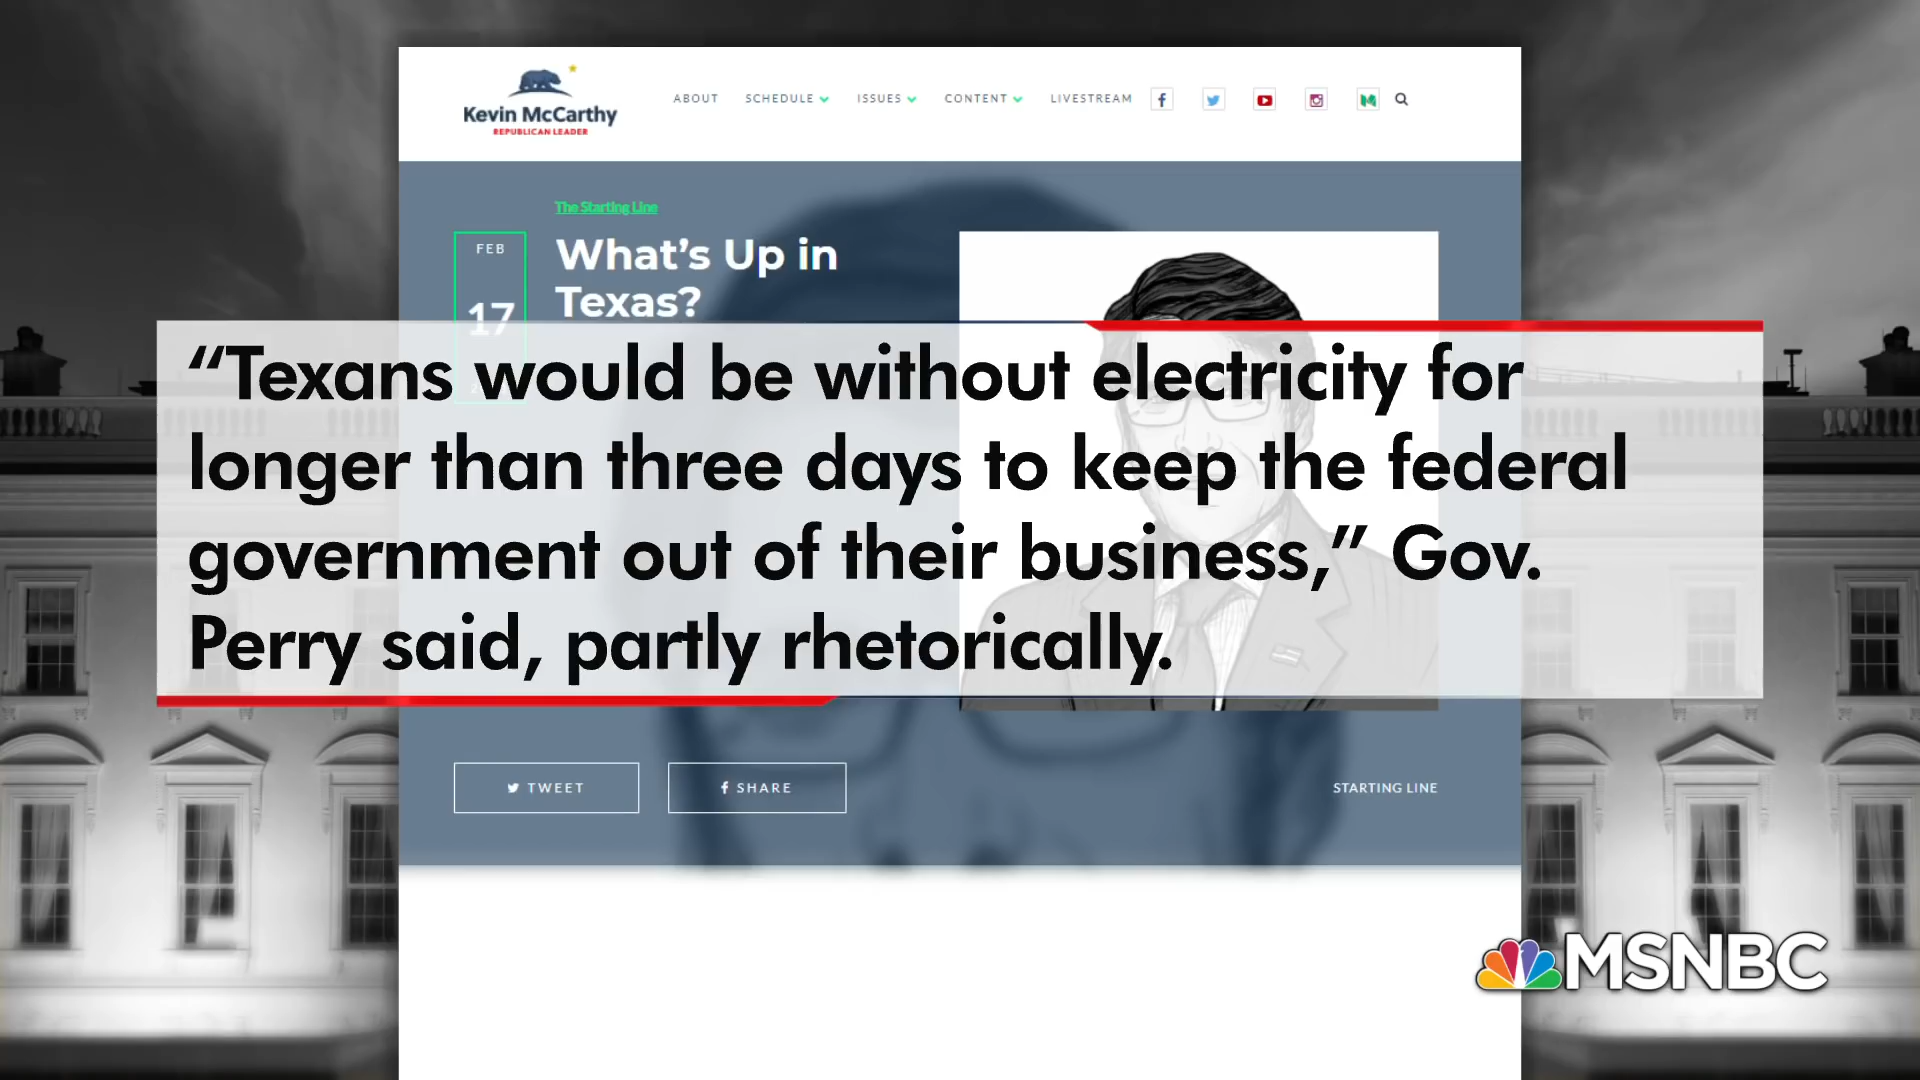 Kevin McCarthy
REPUBLICAN LEADER
ABOUT SCHEDULE ISSUES CONTENT LIVESTREAM
The Starting Line
FEB
17
What's Up in
Texas?
“Texans would be without electricity for
longer than three days to keep the federal
government out of their business,” Gov.
Perry said, partly rhetorically.
TWEET SHARE STARTING LINE
MSNBC